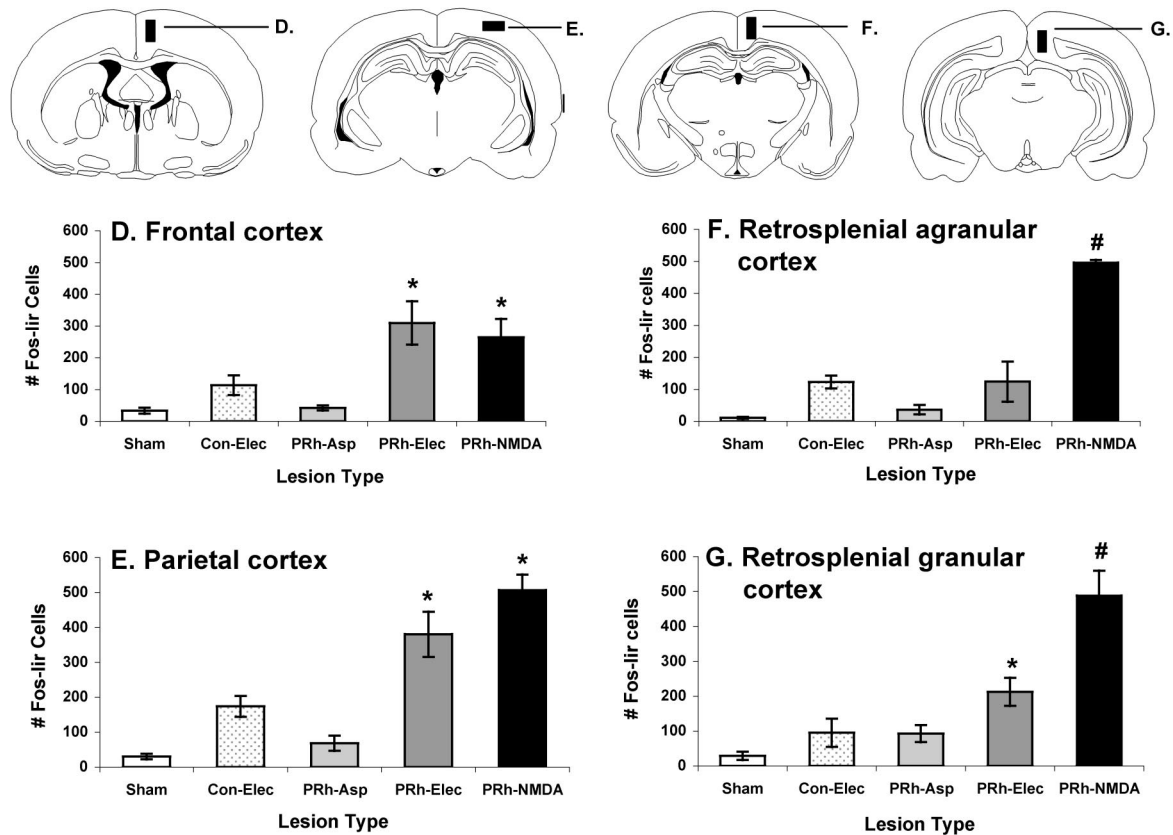 D.
E.
F.
G.
D. Frontal cortex
# Fos-lir Cells
600
500
400
300
200
100
0
*
*
Sham Con-Elec PRh-Asp PRh-Elec PRh-NMDA
Lesion Type
F. Retrosplenial agranular
cortex
# Fos-lir cells
600
500
400
300
200
100
0
#
Sham Con-Elec PRh-Asp PRh-Elec PRh-NMDA
Lesion Type
E. Parietal cortex
# Fos-lir Cells
600
500
400
300
200
100
0
*
*
Sham Con-Elec PRh-Asp PRh-Elec PRh-NMDA
Lesion Type
G. Retrosplenial granular
cortex
# Fos-lir cells
600
500
400
300
200
100
0
*
#
Sham Con-Elec PRh-Asp PRh-Elec PRh-NMDA
Lesion Type